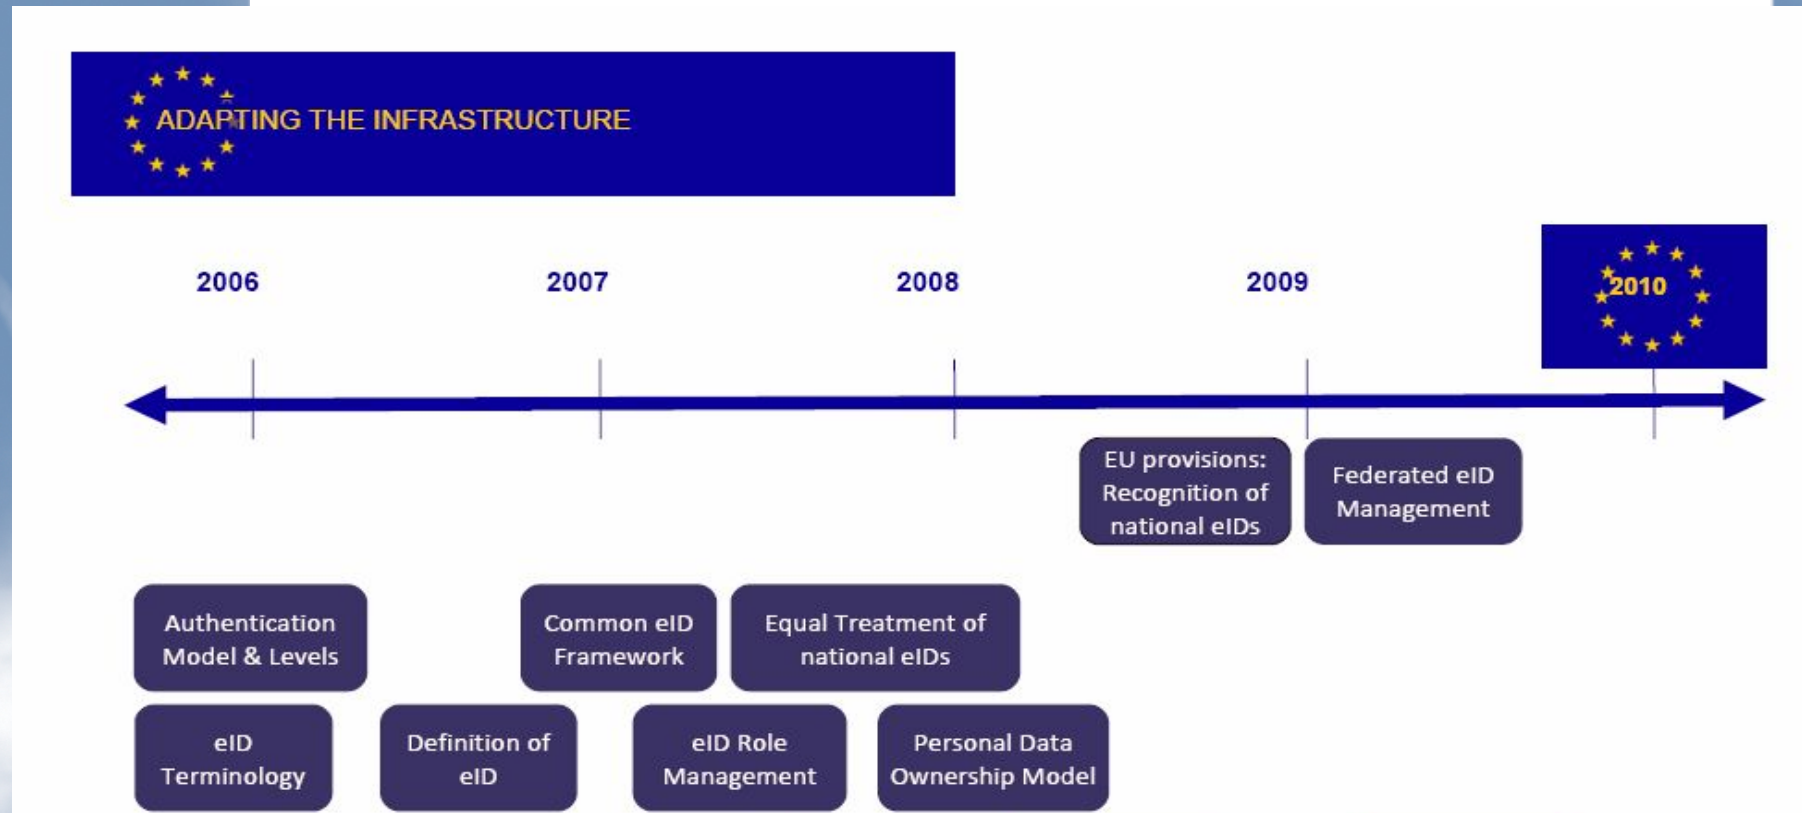 ADAPTING THE INFRASTRUCTURE
2006
2007
2008
2009
2010
EU provisions:
Recognition of
national eIDs
Federated eID
Management
Authentication
Model & Levels
Common eID
Framework
Equal Treatment of
national eIDs
eID
Terminology
Definition of
eID
eID Role
Management
Personal Data
Ownership Model